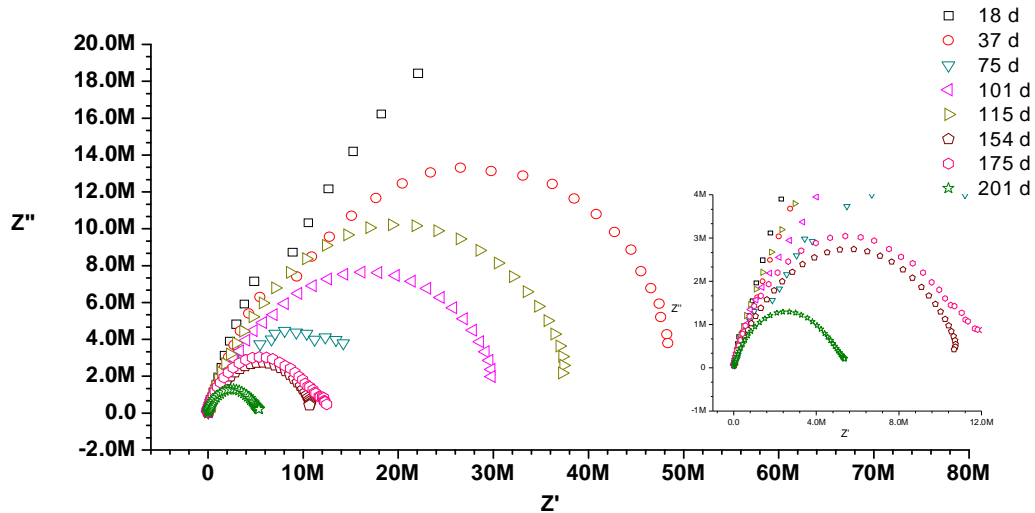 18 d
37 d
75 d
101 d
115 d
154 d
175 d
201 d
20.0M
18.0M
16.0M
14.0M
12.0M
10.0M
8.0M
6.0M
4.0M
2.0M
0.0
-2.0M
Z"
0 10M 20M 30M 40M 50M 60M 70M 80M
Z'
4M
3M
2M
1M
0
-1M
Z"
0.0 4.0M 8.0M 12.0M
Z'